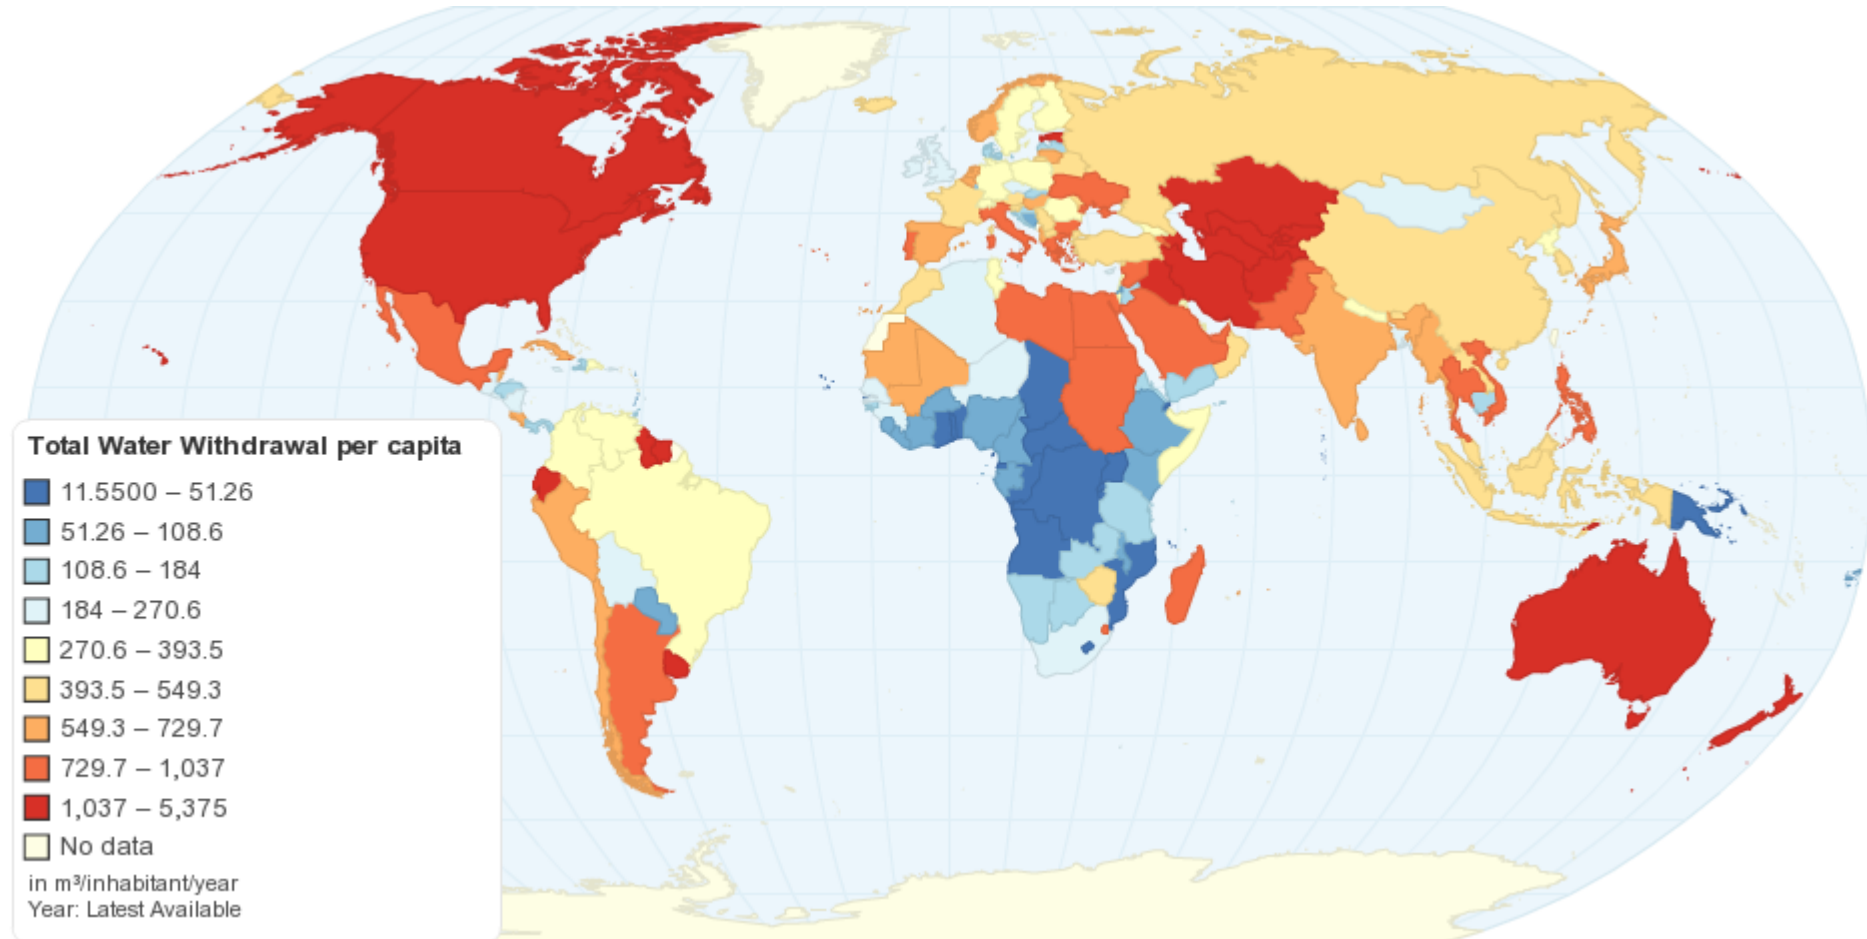 Total Water Withdrawal per capita
11.5500 – 51.26
51.26 – 108.6
108.6 – 184
184 – 270.6
270.6 – 393.5
393.5 – 549.3
549.3 – 729.7
729.7 – 1,037
1,037 – 5,375
No data
in m³/inhabitant/year
Year: Latest Available